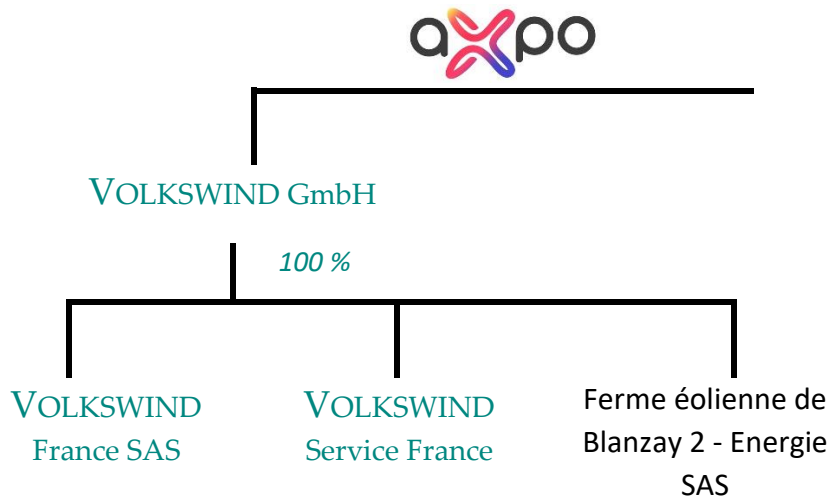 axpo
VOLKSWIND GmbH
100 %
VOLKSWIND
France SAS
VOLKSWIND
Service France
Ferme éolienne de
Blanzay 2 - Energie
SAS